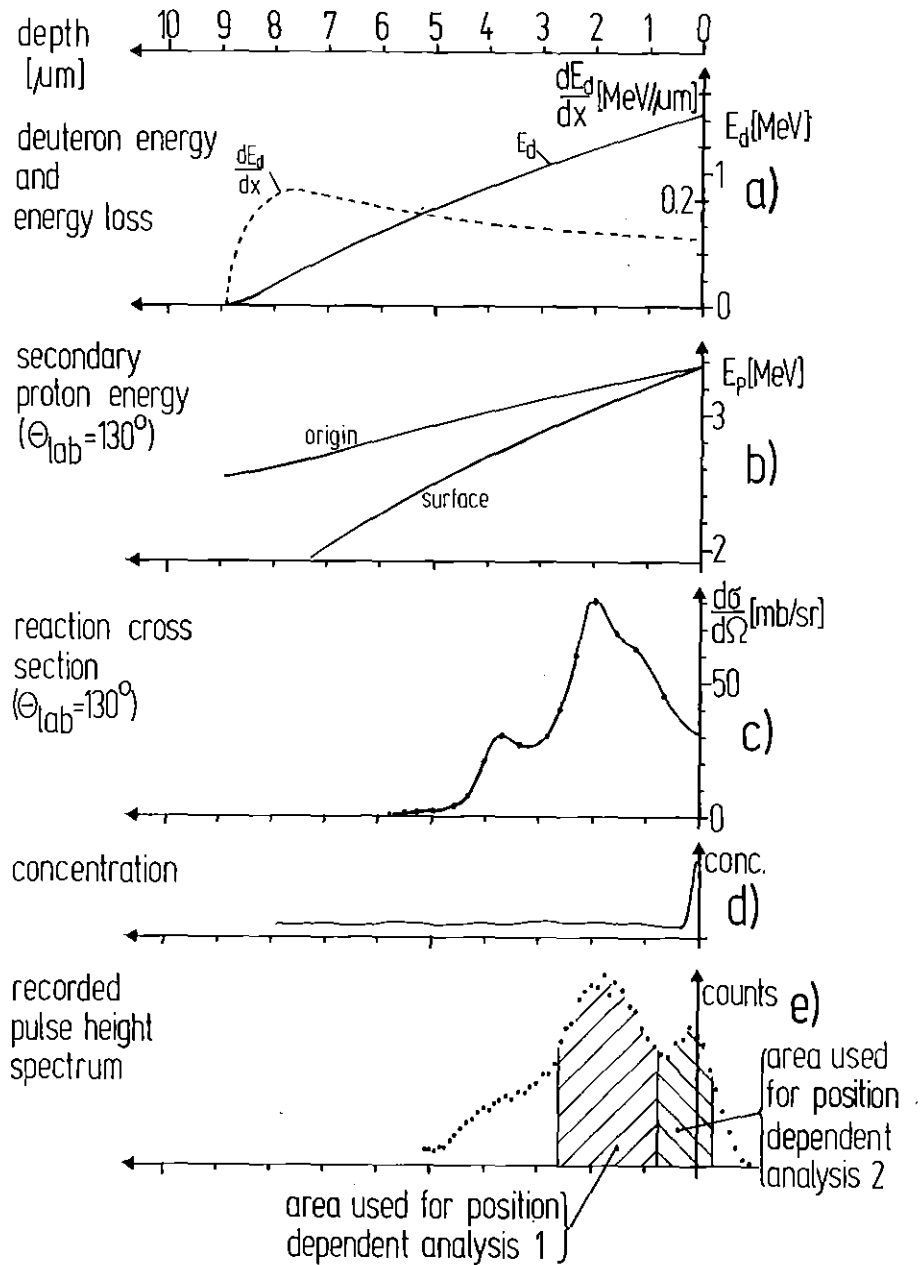 depth
[μm]
10 9 8 7 6 5 4 3 2 1 0
deuteron energy
and
energy loss
dE_d
dx
E_d
dE_d
dx [MeV/μm]
E_d [MeV]
1
0.2
0
a)
secondary
proton energy
(Θ_lab=130°)
origin
surface
E_p [MeV]
3
2
b)
reaction cross
section
(Θ_lab=130°)
dσ
dΩ [mb/sr]
50
0
c)
concentration
conc.
d)
recorded
pulse height
spectrum
counts
e)
area used
for position
dependent
analysis 2
area used for position
dependent analysis 1